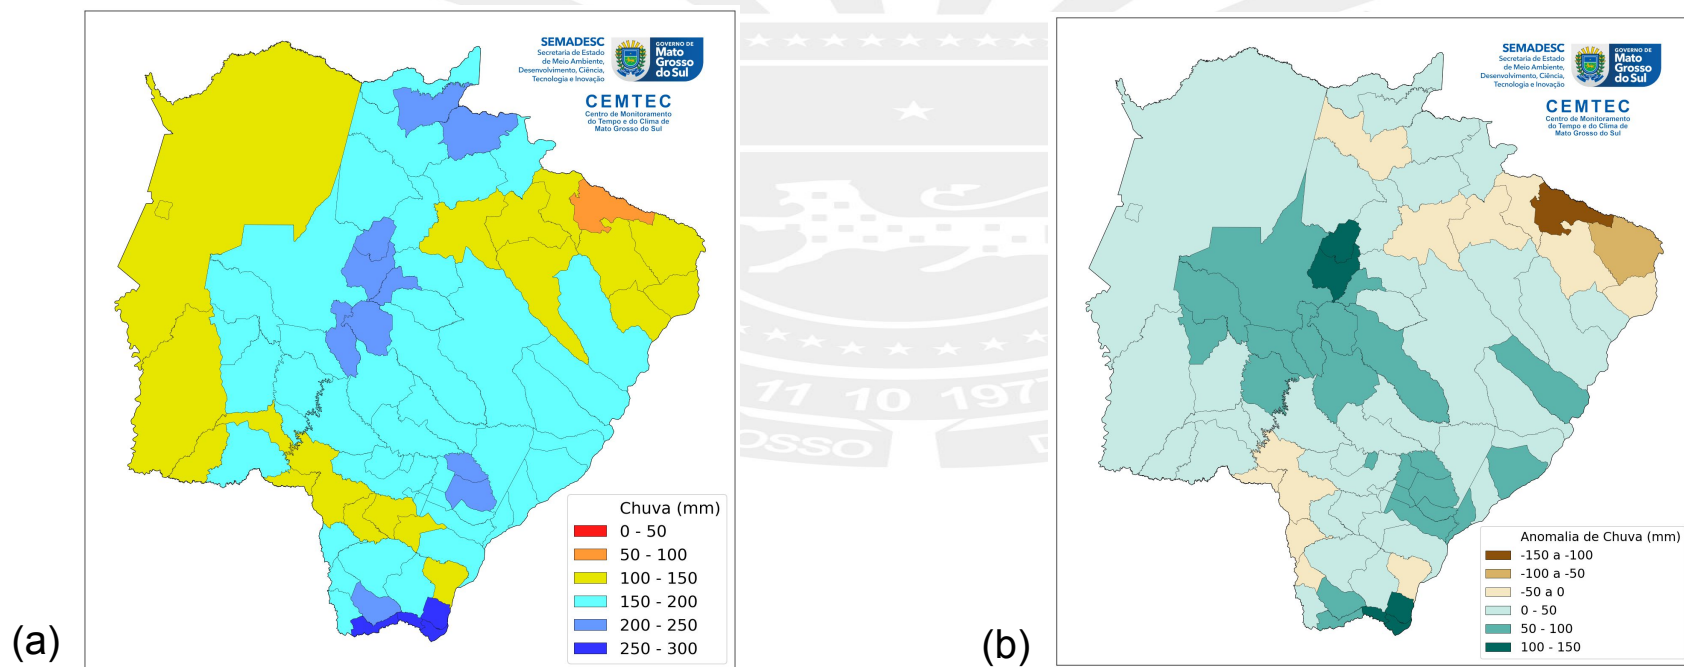 SEMADESC
Secretaria de Estado
de Meio Ambiente,
Desenvolvimento, Ciência,
Tecnologia e Inovação
GOVERNO DE
Mato
Grosso
do Sul
CEMTEC
Centro de Monitoramento
do Tempo e do Clima de
Mato Grosso do Sul
Chuva (mm)
0 - 50
50 - 100
100 - 150
150 - 200
200 - 250
250 - 300
(a)
11 10 197
OSSO
SEMADESC
Secretaria de Estado
de Meio Ambiente,
Desenvolvimento, Ciência,
Tecnologia e Inovação
GOVERNO DE
Mato
Grosso
do Sul
CEMTEC
Centro de Monitoramento
do Tempo e do Clima de
Mato Grosso do Sul
Anomalia de Chuva (mm)
-150 a -100
-100 a -50
-50 a 0
0 - 50
50 - 100
100 - 150
(b)